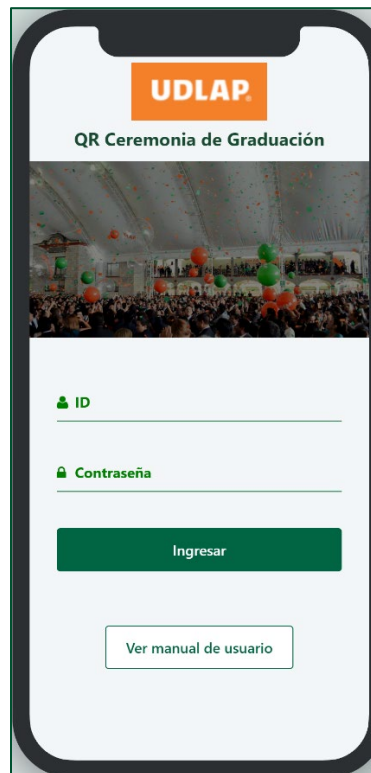 UDLAP®
QR Ceremonia de Graduación
ID
Contraseña
Ingresar
Ver manual de usuario